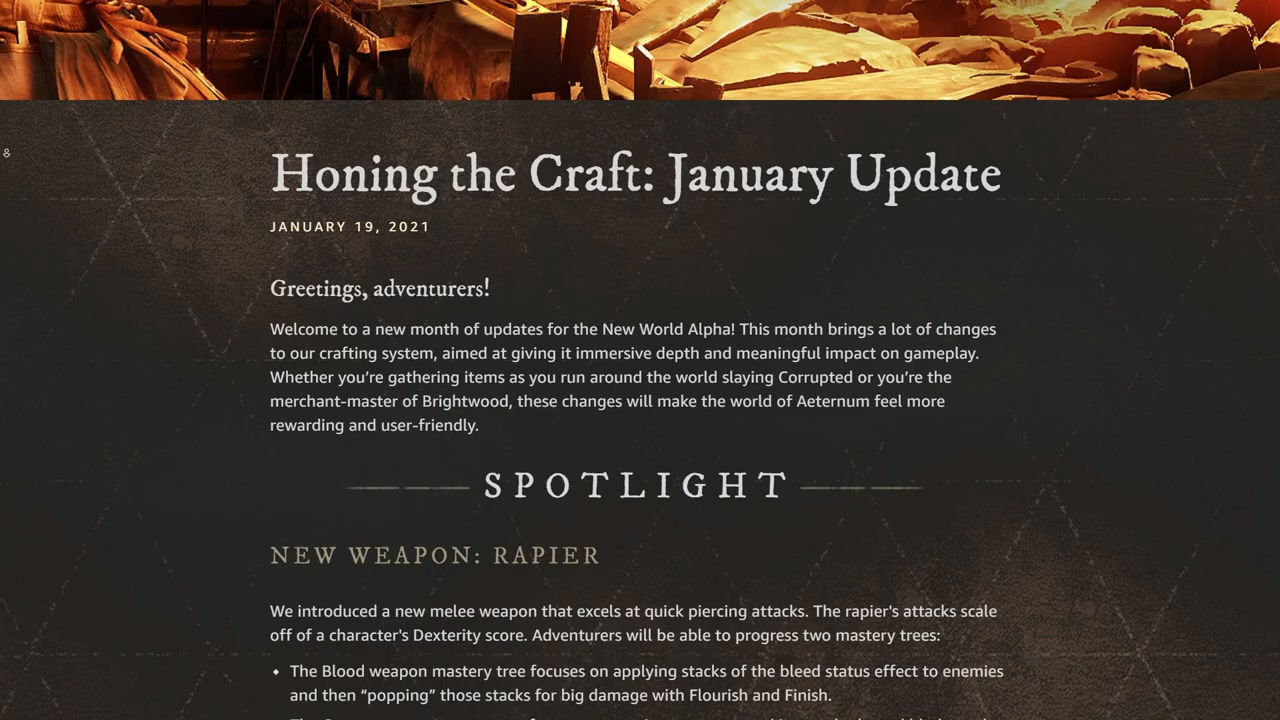 Honing the Craft: January Update
JANUARY 19, 2021
Greetings, adventurers!
Welcome to a new month of updates for the New World Alpha! This month brings a lot of changes
to our crafting system, aimed at giving it immersive depth and meaningful impact on gameplay.
Whether you’re gathering items as you run around the world slaying Corrupted or you’re the
merchant-master of Brightwood, these changes will make the world of Aeternum feel more
rewarding and user-friendly.
SPOTLIGHT
NEW WEAPON: RAPIER
We introduced a new melee weapon that excels at quick piercing attacks. The rapier's attacks scale
off of a character's Dexterity score. Adventurers will be able to progress two mastery trees:
The Blood weapon mastery tree focuses on applying stacks of the bleed status effect to enemies
and then “popping” those stacks for big damage with Flourish and Finish.